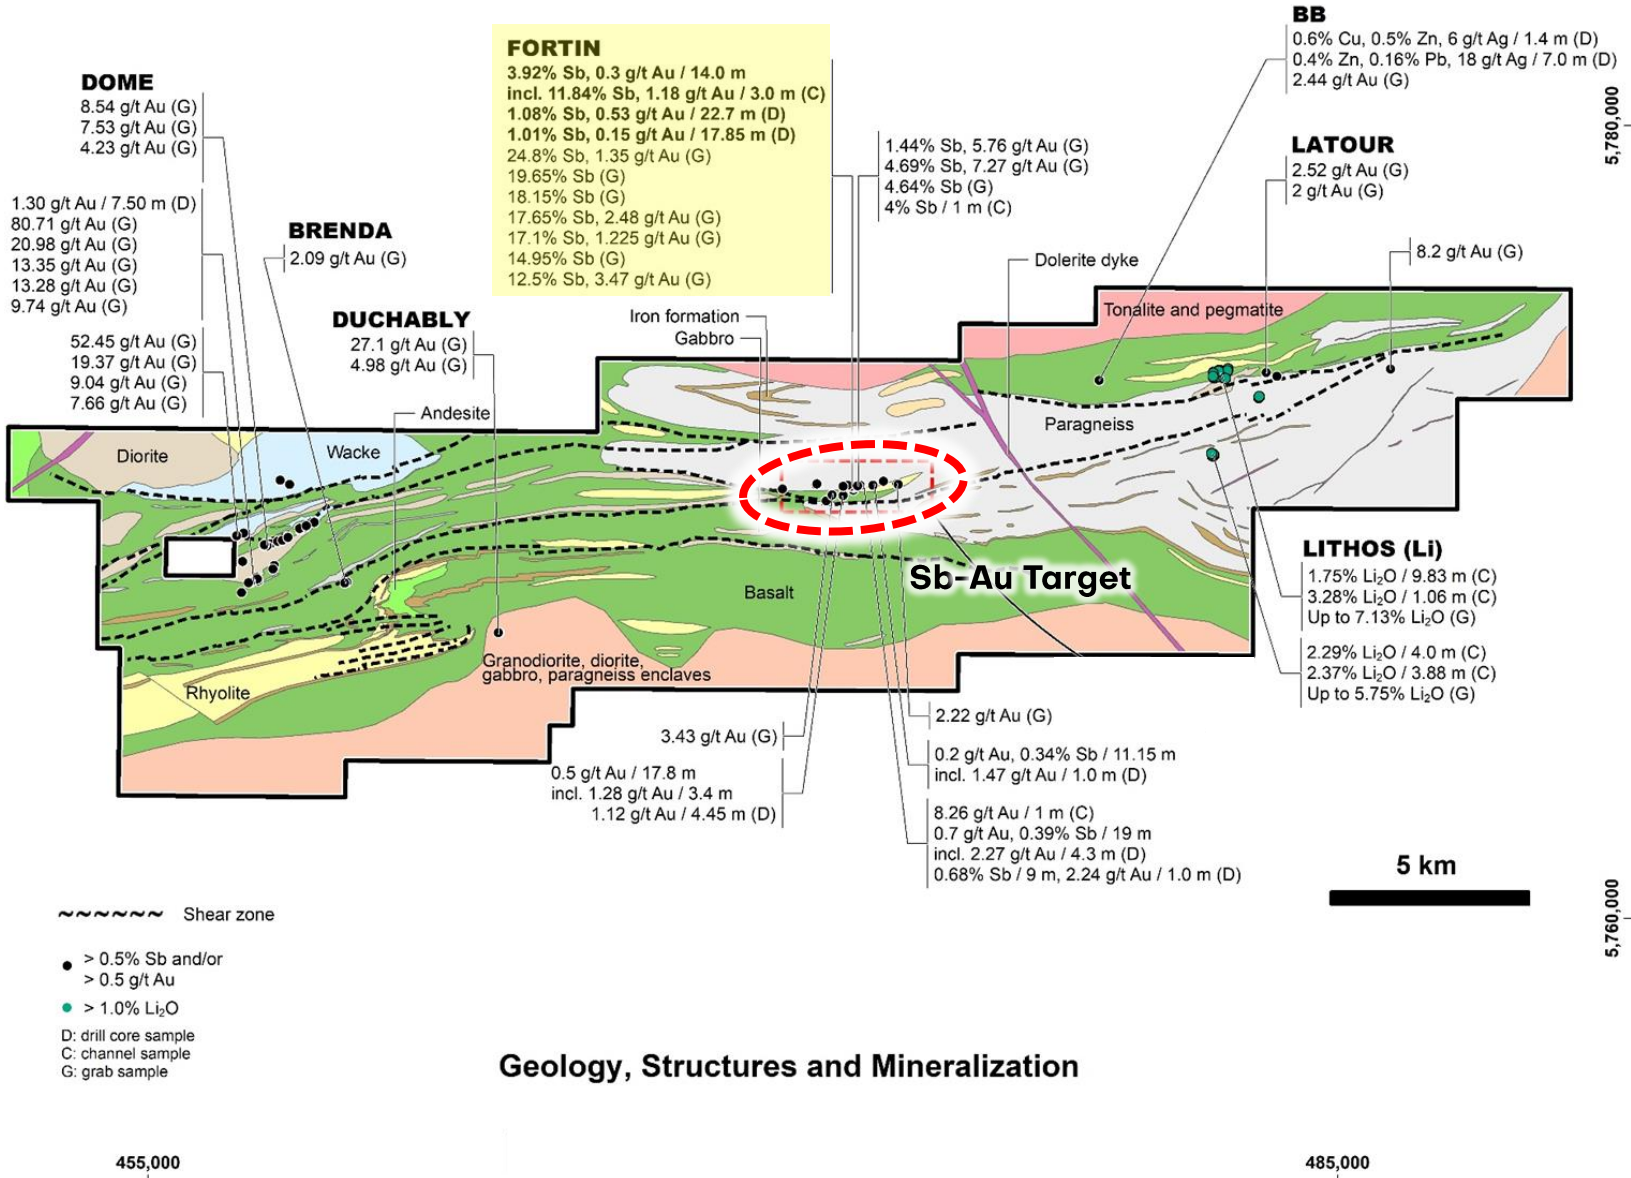 BB
0.6% Cu, 0.5% Zn, 6 g/t Ag / 1.4 m (D)
0.4% Zn, 0.16% Pb, 18 g/t Ag / 7.0 m (D)
2.44 g/t Au (G)
FORTIN
3.92% Sb, 0.3 g/t Au / 14.0 m
incl. 11.84% Sb, 1.18 g/t Au / 3.0 m (C)
1.08% Sb, 0.53 g/t Au / 22.7 m (D)
1.01% Sb, 0.15 g/t Au / 17.85 m (D)
24.8% Sb, 1.35 g/t Au (G)
19.65% Sb (G)
18.15% Sb (G)
17.65% Sb, 2.48 g/t Au (G)
17.1% Sb, 1.225 g/t Au (G)
14.95% Sb (G)
12.5% Sb, 3.47 g/t Au (G)
DOME
8.54 g/t Au (G)
7.53 g/t Au (G)
4.23 g/t Au (G)
1.30 g/t Au / 7.50 m (D)
80.71 g/t Au (G)
20.98 g/t Au (G)
13.35 g/t Au (G)
13.28 g/t Au (G)
9.74 g/t Au (G)
52.45 g/t Au (G)
19.37 g/t Au (G)
9.04 g/t Au (G)
7.66 g/t Au (G)
BRENDA
2.09 g/t Au (G)
DUCHABLY
27.1 g/t Au (G)
4.98 g/t Au (G)
1.44% Sb, 5.76 g/t Au (G)
4.69% Sb, 7.27 g/t Au (G)
4.64% Sb (G)
4% Sb / 1 m (C)
LATOUR
2.52 g/t Au (G)
2 g/t Au (G)
8.2 g/t Au (G)
5,780,000
Dolerite dyke
Iron formation
Gabbro
Tonalite and pegmatite
Andesite
Paragneiss
Diorite
Wacke
Sb-Au Target
Basalt
Granodiorite, diorite,
gabbro, paragneiss enclaves
Rhyolite
LITHOS (Li)
1.75% Li₂O / 9.83 m (C)
3.28% Li₂O / 1.06 m (C)
Up to 7.13% Li₂O (G)
2.29% Li₂O / 4.0 m (C)
2.37% Li₂O / 3.88 m (C)
Up to 5.75% Li₂O (G)
3.43 g/t Au (G)
0.5 g/t Au / 17.8 m
incl. 1.28 g/t Au / 3.4 m
1.12 g/t Au / 4.45 m (D)
2.22 g/t Au (G)
0.2 g/t Au, 0.34% Sb / 11.15 m
incl. 1.47 g/t Au / 1.0 m (D)
8.26 g/t Au / 1 m (C)
0.7 g/t Au, 0.39% Sb / 19 m
incl. 2.27 g/t Au / 4.3 m (D)
0.68% Sb / 9 m, 2.24 g/t Au / 1.0 m (D)
5 km
5,760,000
Shear zone
> 0.5% Sb and/or
> 0.5 g/t Au
> 1.0% Li₂O
D: drill core sample
C: channel sample
G: grab sample
Geology, Structures and Mineralization
455,000
485,000